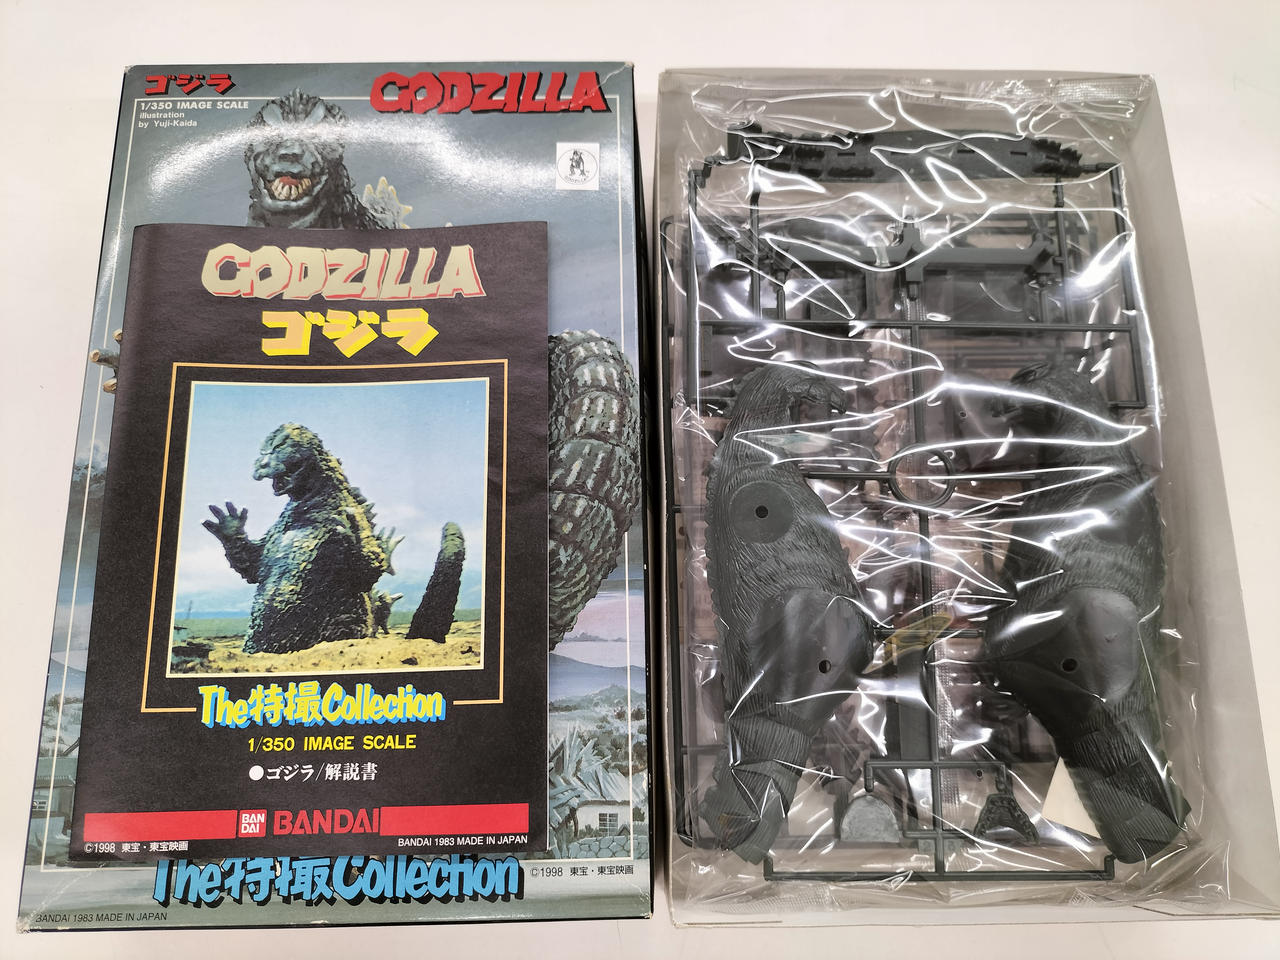 ゴジラ
GODZILLA
1/350 IMAGE SCALE
illustration
by Yuji-Kaida
GODZILLA
GODZILLA
ゴジラ
The特撮Collection
1/350 IMAGE SCALE
●ゴジラ/解説書
BAN
DAI
BANDAI
©1998 東宝・東宝映画
BANDAI 1983 MADE IN JAPAN
The特撮Collection
©1998 東宝・東宝映画
BANDAI 1983 MADE IN JAPAN